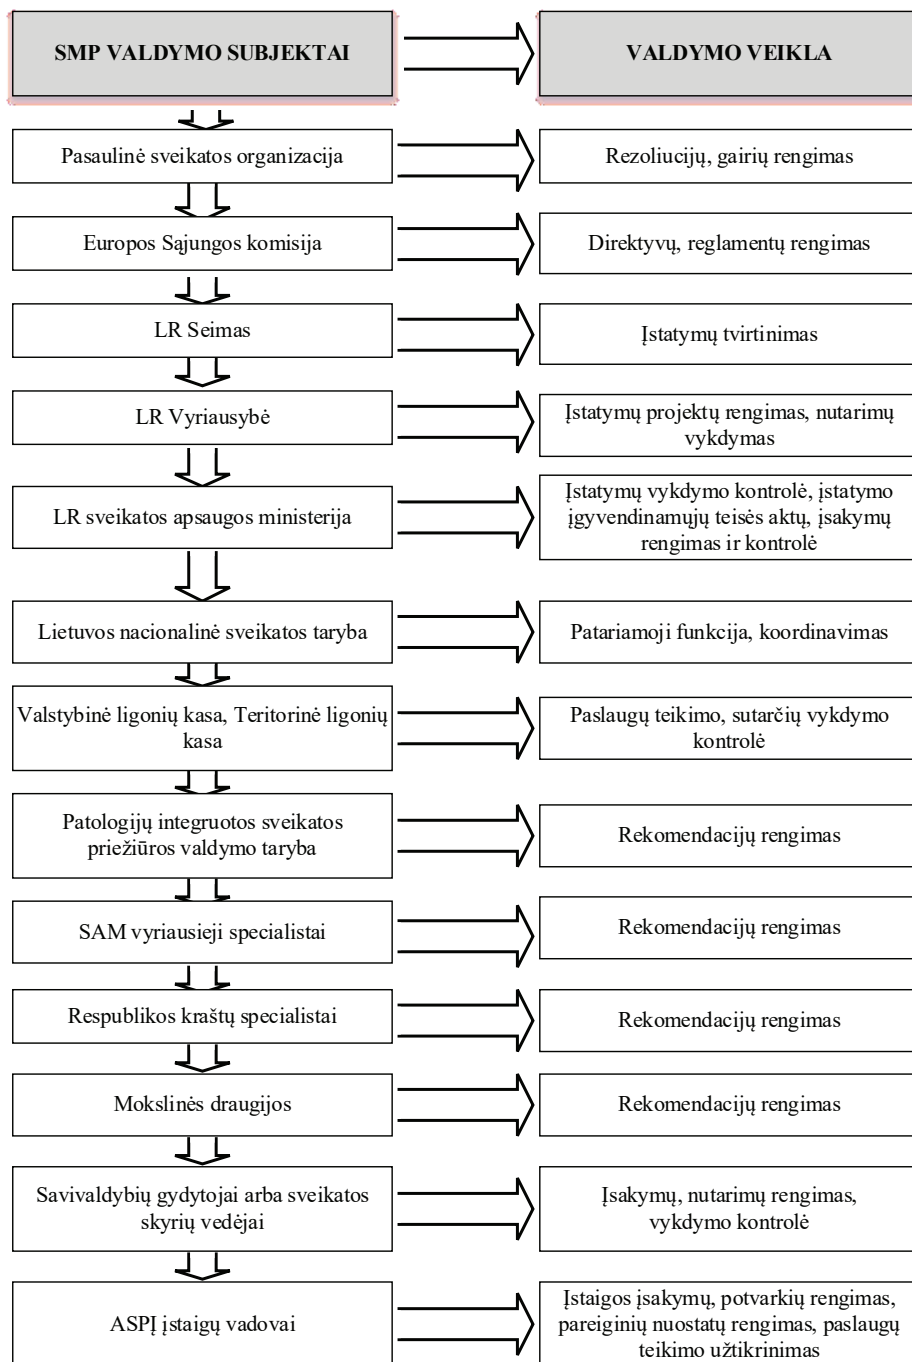 SMP VALDYMO SUBJEKTAI
VALDYMO VEIKLA
Pasaulinė sveikatos organizacija
Rezoliucijų, gairių rengimas
Europos Sąjungos komisija
Direktyvų, reglamentų rengimas
LR Seimas
Įstatymų tvirtinimas
LR Vyriausybė
Įstatymų projektų rengimas, nutarimų
vykdymas
LR sveikatos apsaugos ministerija
Įstatymų vykdymo kontrolė, įstatymo
įgyvendinamųjų teisės aktų, įsakymų
rengimas ir kontrolė
Lietuvos nacionalinė sveikatos taryba
Patariamoji funkcija, koordinavimas
Valstybinė ligonių kasa, Teritorinė ligonių
kasa
Paslaugų teikimo, sutarčių vykdymo
kontrolė
Patologijų integruotos sveikatos
priežiūros valdymo taryba
Rekomendacijų rengimas
SAM vyriausieji specialistai
Rekomendacijų rengimas
Respublikos kraštų specialistai
Rekomendacijų rengimas
Mokslinės draugijos
Rekomendacijų rengimas
Savivaldybių gydytojai arba sveikatos
skyrių vedėjai
Įsakymų, nutarimų rengimas,
vykdymo kontrolė
ASPĮ įstaigų vadovai
Įstaigos įsakymų, potvarkių rengimas,
pareiginių nuostatų rengimas, paslaugų
teikimo užtikrinimas